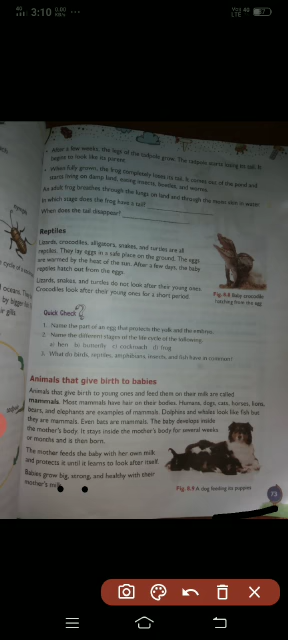 3:10
After a few weeks, the legs of the tadpole grow. The tadpole starts losing its tail. It
begins to look like its parent.
When fully grown, the frog completely loses its tail. It comes out of the pond and
starts living on damp land, eating insects, beetles, and worms.
An adult frog breathes through the lungs on land and through the moist skin in water.
In which stage does the frog have a tail?
When does the tail disappear?
nymph
Reptiles
Lizards, crocodiles, alligators, snakes, and turtles are all
reptiles. They lay eggs in a safe place on the ground. The eggs
are warmed by the heat of the sun. After a few days, the baby
reptiles hatch out from the eggs.
Lizards, snakes, and turtles do not look after their young ones.
Crocodiles look after their young ones for a short period.
Fig. 8.8 Baby crocodile
hatching from the egg
Quick Check
1. Name the part of an egg that protects the yolk and the embryo.
2. Name the different stages of the life cycle of the following.
a) hen b) butterfly c) cockroach d) frog
3. What do birds, reptiles, amphibians, insects, and fish have in common?
Animals that give birth to babies
Animals that give birth to young ones and feed them on their milk are called
mammals. Most mammals have hair on their bodies. Humans, dogs, cats, horses, lions,
bears, and elephants are examples of mammals. Dolphins and whales look like fish but
they are mammals. Even bats are mammals. The baby develops inside
the mother's body. It stays inside the mother's body for several weeks
or months and is then born.
The mother feeds the baby with her own milk
and protects it until it learns to look after itself.
Babies grow big, strong, and healthy with their
mother's milk.
Fig. 8.9 A dog feeding its puppies
73